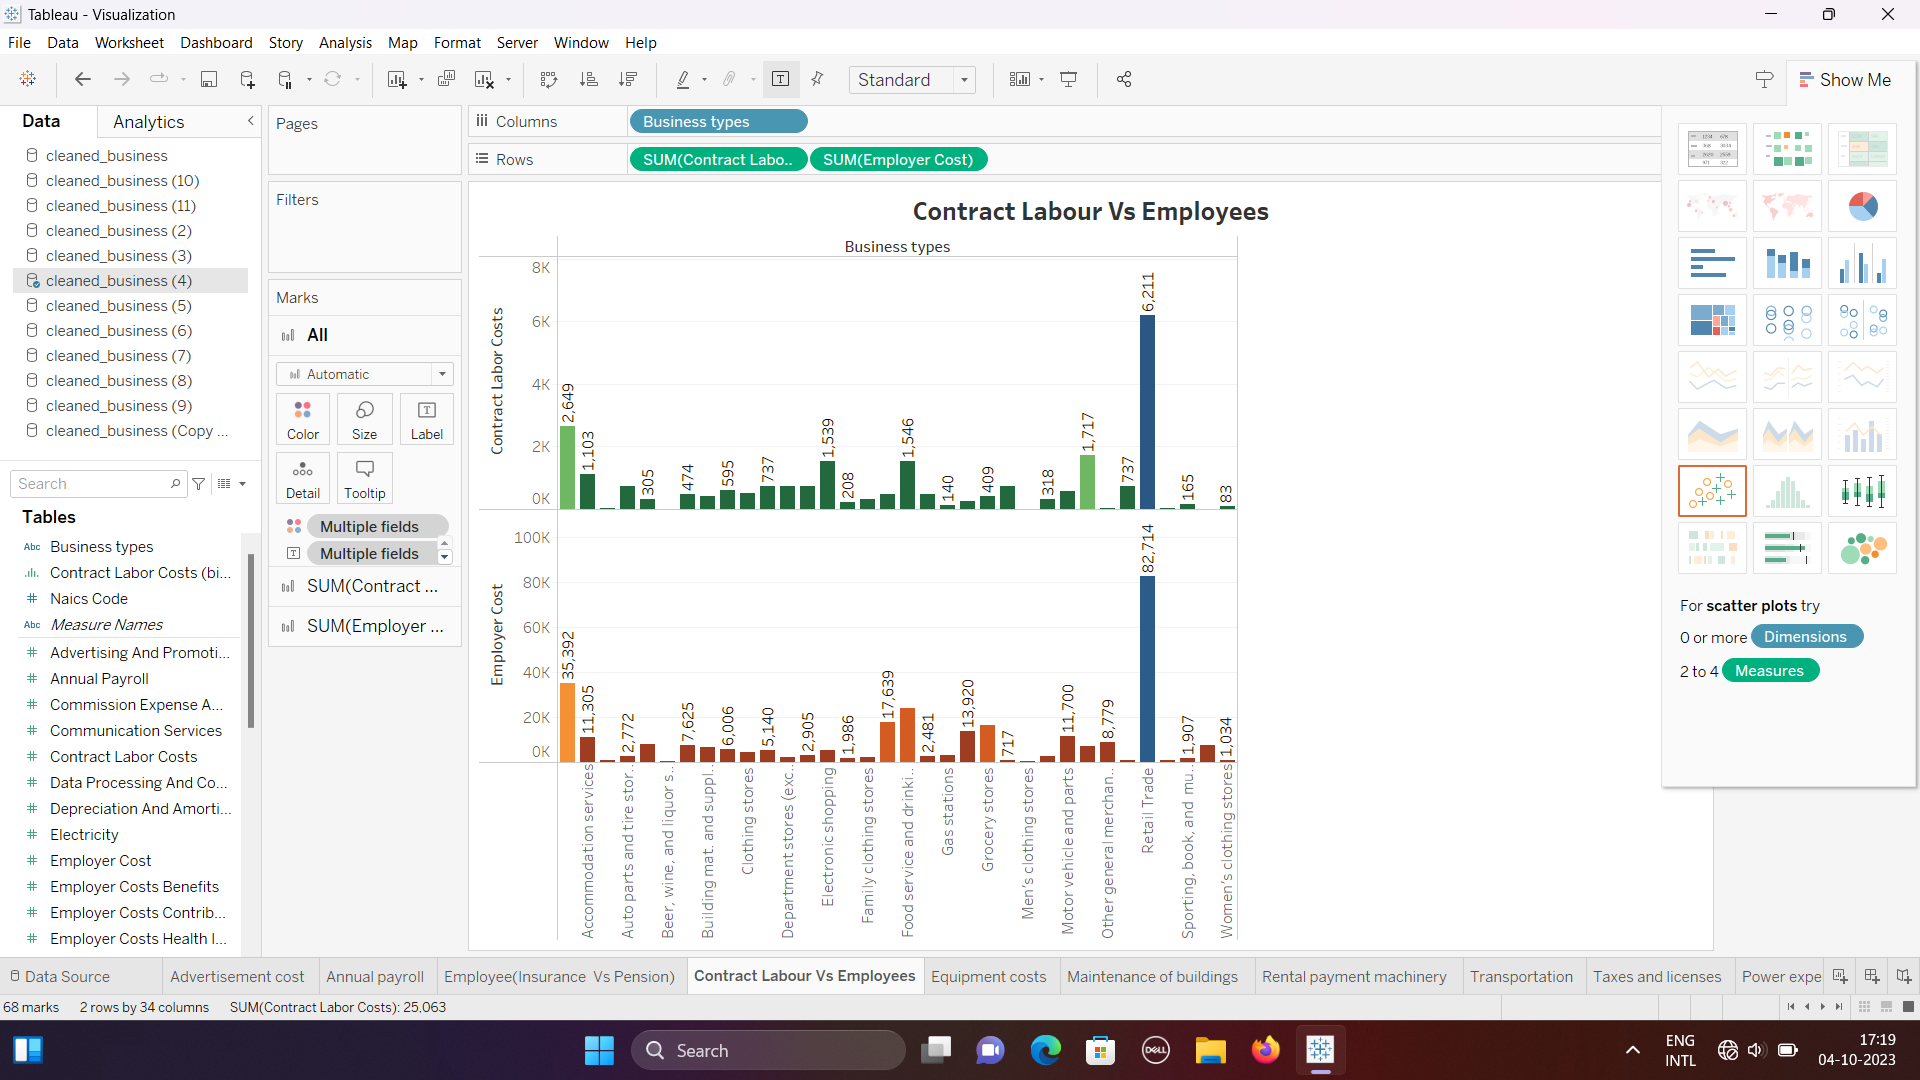 Tableau - Visualization
File Data Worksheet Dashboard Story Analysis Map Format Server Window Help
Standard
Show Me
Data
Analytics
cleaned_business
cleaned_business (10)
cleaned_business (11)
cleaned_business (2)
cleaned_business (3)
cleaned_business (4)
cleaned_business (5)
cleaned_business (6)
cleaned_business (7)
cleaned_business (8)
cleaned_business (9)
cleaned_business (Copy ...
Search
Tables
Abc Business types
Contract Labor Costs (bi...
# Naics Code
Abc Measure Names
# Advertising And Promoti...
# Annual Payroll
# Commission Expense A...
# Communication Services
# Contract Labor Costs
# Data Processing And Co...
# Depreciation And Amorti...
# Electricity
# Employer Cost
# Employer Costs Benefits
# Employer Costs Contrib...
# Employer Costs Health I...
Pages
Filters
Marks
All
Automatic
Color
Size
Label
Detail
Tooltip
Multiple fields
Multiple fields
SUM(Contract ...
SUM(Employer ...
Columns
Business types
Rows
SUM(Contract Labo..
SUM(Employer Cost)
Contract Labour Vs Employees
Business types
Contract Labor Costs
8K
6K
4K
2K
0K
2,649
1,103
305
474
595
737
1,539
208
1,546
140
409
318
1,717
737
6,211
165
83
Employer Cost
100K
80K
60K
40K
20K
0K
35,392
11,305
2,772
7,625
6,006
5,140
2,905
1,986
17,639
2,481
13,920
717
11,700
8,779
82,714
1,907
1,034
Accommodation services
Auto parts and tire stor..
Beer, wine, and liquor s..
Building mat. and suppl..
Clothing stores
Department stores (exc..
Electronic shopping
Family clothing stores
Food service and drinki..
Gas stations
Grocery stores
Men's clothing stores
Motor vehicle and parts
Other general merchan..
Retail Trade
Sporting, book, and mu..
Women's clothing stores
For scatter plots try
0 or more Dimensions
2 to 4 Measures
Data Source
Advertisement cost
Annual payroll
Employee(Insurance Vs Pension)
Contract Labour Vs Employees
Equipment costs
Maintenance of buildings
Rental payment machinery
Transportation
Taxes and licenses
Power expe
68 marks
2 rows by 34 columns
SUM(Contract Labor Costs): 25,063
Search
DELL
ENG
INTL
17:19
04-10-2023